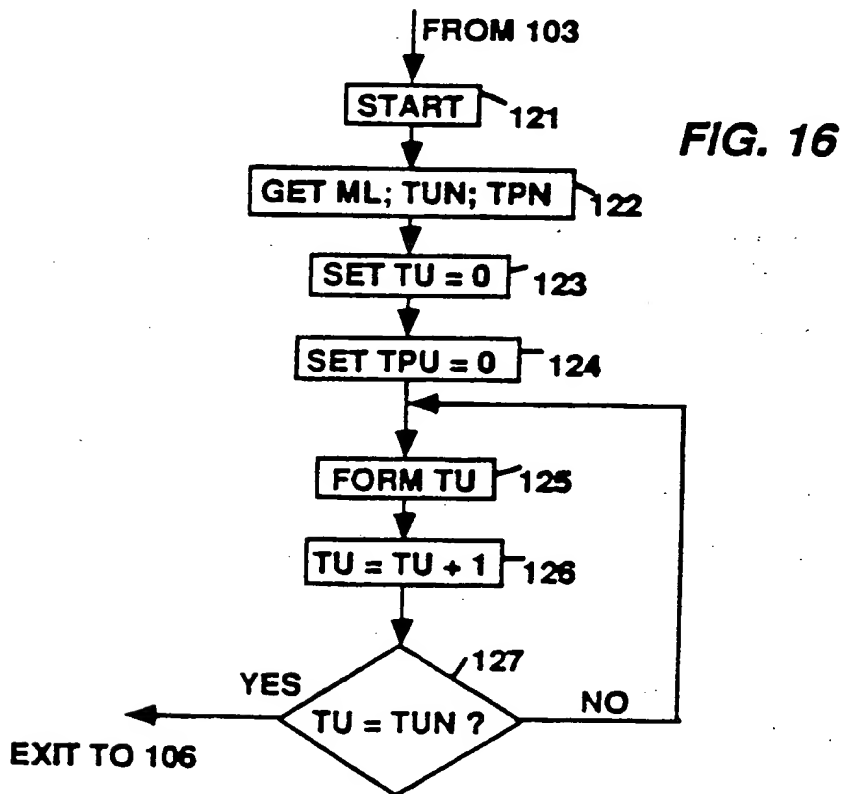 FROM 103
START
121
FIG. 16
GET ML; TUN; TPN
122
SET TU = 0
123
SET TPU = 0
124
FORM TU
125
TU = TU + 1
126
127
YES
TU = TUN ?
NO
EXIT TO 106